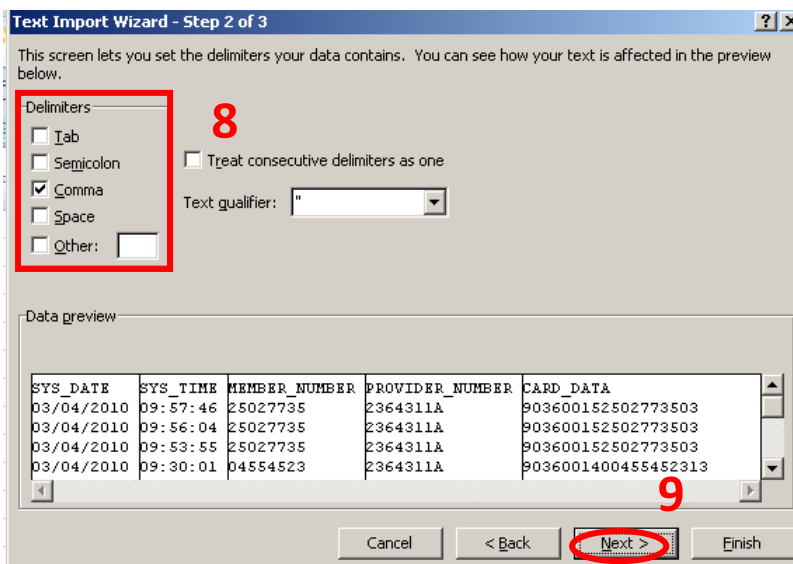 Text Import Wizard - Step 2 of 3
This screen lets you set the delimiters your data contains. You can see how your text is affected in the preview
below.
Delimiters
8
Tab
Semicolon
Treat consecutive delimiters as one
Comma
Text qualifier: "
Space
Other:
Data preview
SYS_DATE SYS_TIME MEMBER_NUMBER PROVIDER_NUMBER CARD_DATA
03/04/2010 09:57:46 25027735 2364311A 903600152502773503
03/04/2010 09:56:04 25027735 2364311A 903600152502773503
03/04/2010 09:53:55 25027735 2364311A 903600152502773503
03/04/2010 09:30:01 04554523 2364311A 9036001400455452313
9
Cancel < Back Next > Finish